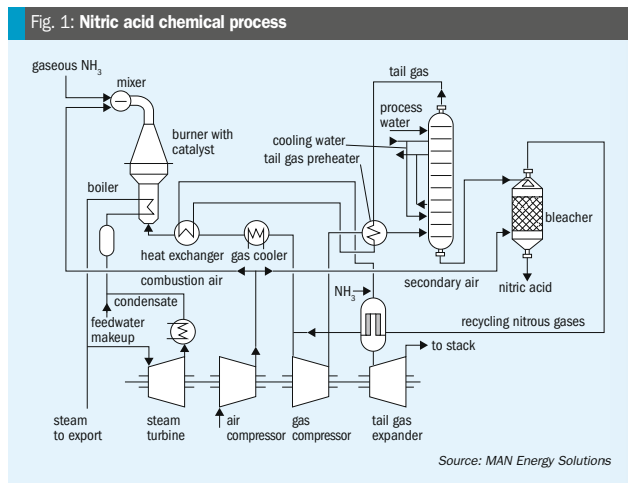 Fig. 1: Nitric acid chemical process
gaseous NH3
mixer
tail gas
process
water
burner with
catalyst
cooling water
tail gas preheater
boiler
bleacher
heat exchanger
gas cooler
combustion air
secondary air
nitric acid
NH3
condensate
feedwater
makeup
recycling nitrous gases
to stack
steam
to export
steam
turbine
air
compressor
gas
compressor
tail gas
expander
Source: MAN Energy Solutions